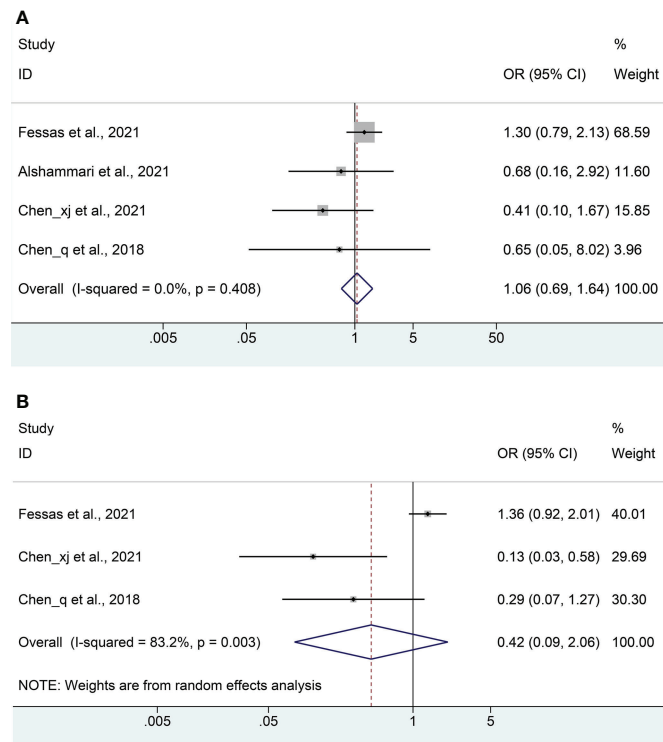 A
Study %
ID OR (95% CI) Weight
Fessas et al., 2021 1.30 (0.79, 2.13) 68.59
Alshammari et al., 2021 0.68 (0.16, 2.92) 11.60
Chen_xj et al., 2021 0.41 (0.10, 1.67) 15.85
Chen_q et al., 2018 0.65 (0.05, 8.02) 3.96
Overall (I-squared = 0.0%, p = 0.408) 1.06 (0.69, 1.64) 100.00
.005 .05 1 5 50
B
Study %
ID OR (95% CI) Weight
Fessas et al., 2021 1.36 (0.92, 2.01) 40.01
Chen_xj et al., 2021 0.13 (0.03, 0.58) 29.69
Chen_q et al., 2018 0.29 (0.07, 1.27) 30.30
Overall (I-squared = 83.2%, p = 0.003) 0.42 (0.09, 2.06) 100.00
NOTE: Weights are from random effects analysis
.005 .05 1 5